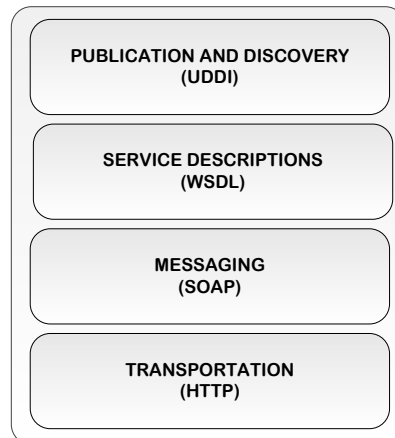 PUBLICATION AND DISCOVERY
(UDDI)
SERVICE DESCRIPTIONS
(WSDL)
MESSAGING
(SOAP)
TRANSPORTATION
(HTTP)